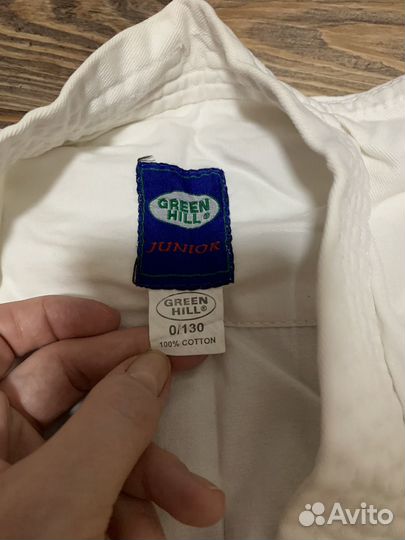 GREEN
HILL®
JUNIOR
GREEN
HILL®
0/130
100% COTTON
Avito